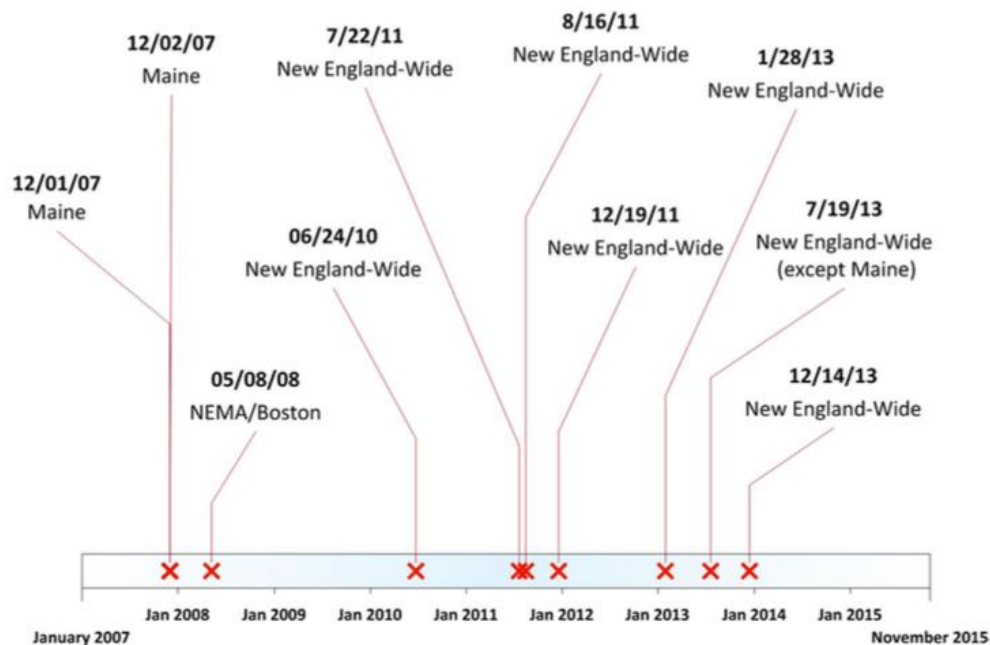 12/02/07
Maine
7/22/11
New England-Wide
8/16/11
New England-Wide
1/28/13
New England-Wide
12/01/07
Maine
06/24/10
New England-Wide
12/19/11
New England-Wide
7/19/13
New England-Wide
(except Maine)
05/08/08
NEMA/Boston
12/14/13
New England-Wide
Jan 2008
Jan 2009
Jan 2010
Jan 2011
Jan 2012
Jan 2013
Jan 2014
Jan 2015
January 2007
November 2015